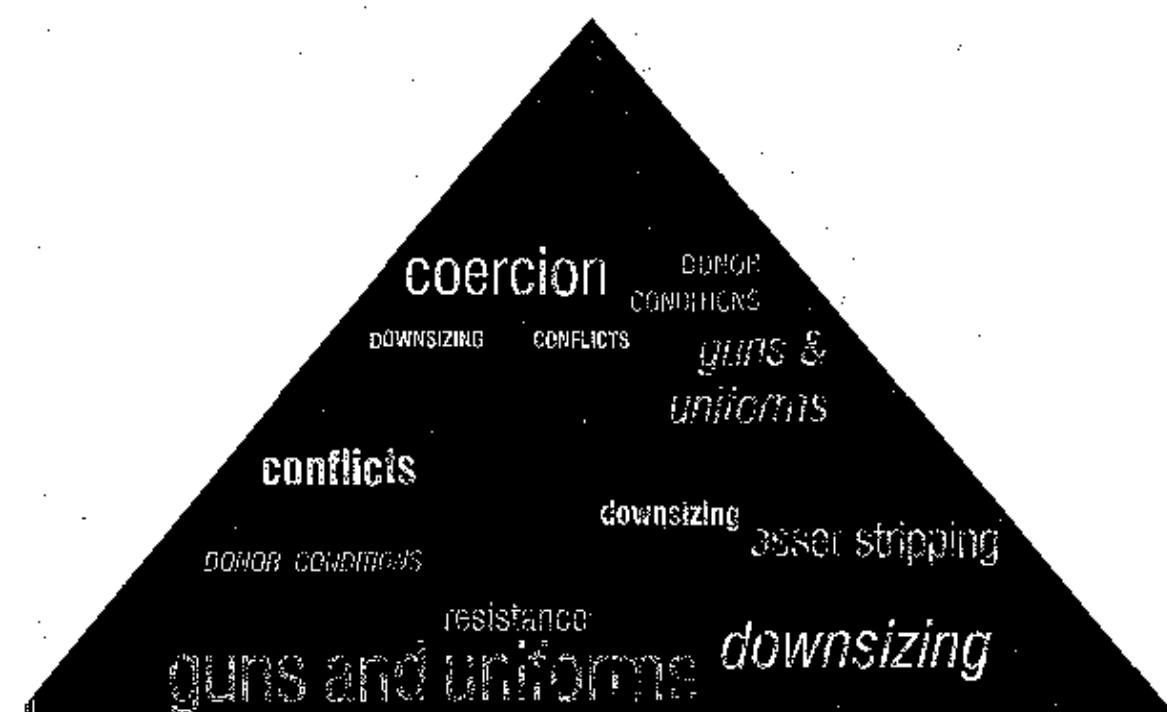 coercion
DONOR
CONDITIONS
DOWNSIZING
CONFLICTS
guns &
uniforms
conflicts
downsizing
asset stripping
DONOR CONDITIONS
resistance
guns and uniforms
downsizing